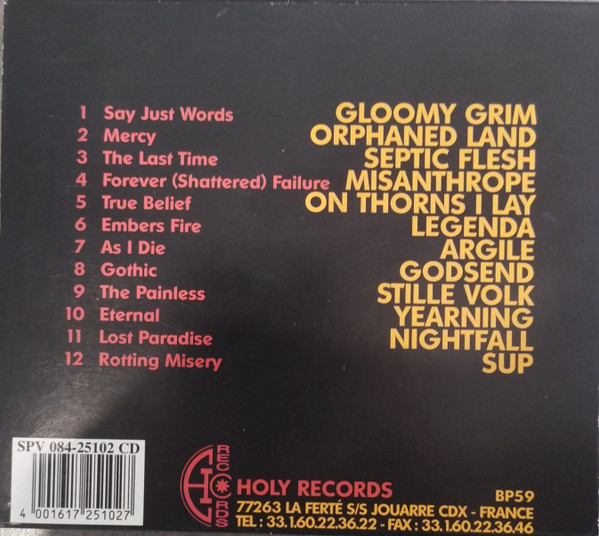 1 Say Just Words GLOOMY GRIM
2 Mercy ORPHANED LAND
3 The Last Time SEPTIC FLESH
4 Forever (Shattered) Failure MISANTHROPE
5 True Belief ON THORNS I LAY
6 Embers Fire LEGENDA
7 As I Die ARGILE
8 Gothic GODSEND
9 The Painless STILLE VOLK
10 Eternal YEARNING
11 Lost Paradise NIGHTFALL
12 Rotting Misery SUP
SPV 084-25102 CD
4 001617 251027
RECORDS
HOLY RECORDS BP59
77263 LA FERTÉ S/S JOUARRE CDX - FRANCE
TEL : 33.1.60.22.36.22 - FAX : 33.1.60.22.36.46